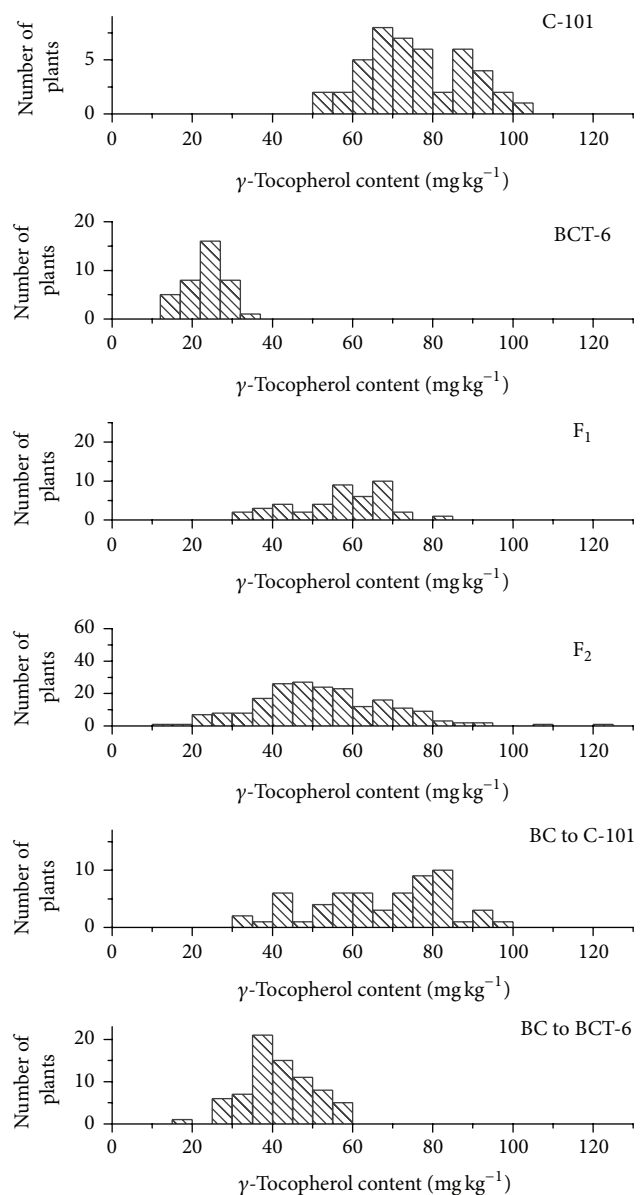 C-101
Number of
plants
5
0
0 20 40 60 80 100 120
γ-Tocopherol content (mg kg⁻¹)
BCT-6
Number of
plants
20
10
0
0 20 40 60 80 100 120
γ-Tocopherol content (mg kg⁻¹)
F₁
Number of
plants
20
10
0
0 20 40 60 80 100 120
γ-Tocopherol content (mg kg⁻¹)
F₂
Number of
plants
60
40
20
0
0 20 40 60 80 100 120
γ-Tocopherol content (mg kg⁻¹)
BC to C-101
Number of
plants
10
0
0 20 40 60 80 100 120
γ-Tocopherol content (mg kg⁻¹)
BC to BCT-6
Number of
plants
20
10
0
0 20 40 60 80 100 120
γ-Tocopherol content (mg kg⁻¹)